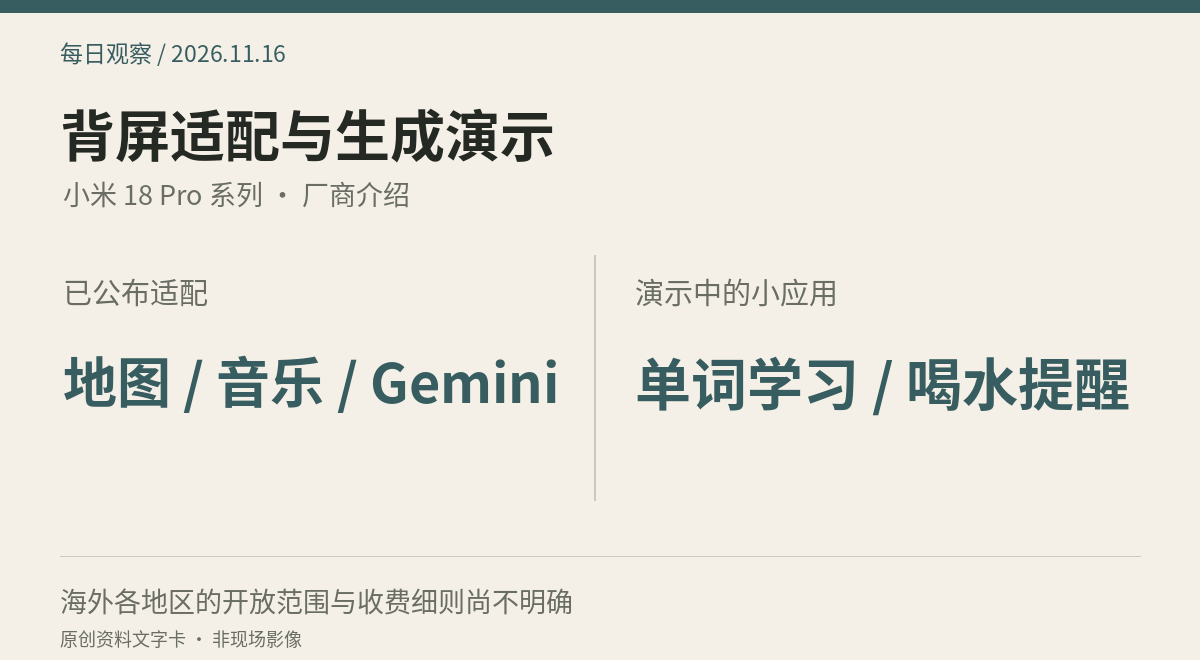 每日观察 / 2026.11.16
背屏适配与生成演示
小米 18 Pro 系列 · 厂商介绍
已公布适配
地图 / 音乐 / Gemini
演示中的小应用
单词学习 / 喝水提醒
海外各地区的开放范围与收费细则尚不明确
原创资料文字卡 · 非现场影像